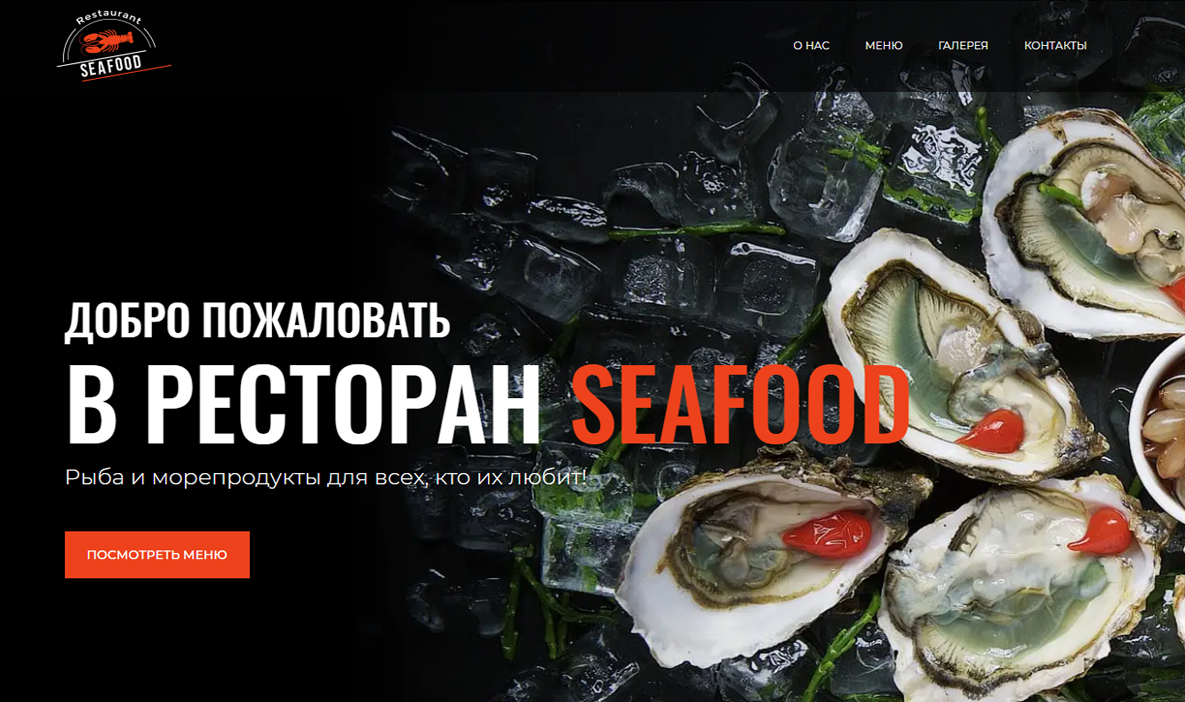 Restaurant
SEAFOOD
О НАС МЕНЮ ГАЛЕРЕЯ КОНТАКТЫ
ДОБРО ПОЖАЛОВАТЬ
В РЕСТОРАН SEAFOOD
Рыба и морепродукты для всех, кто их любит!
ПОСМОТРЕТЬ МЕНЮ